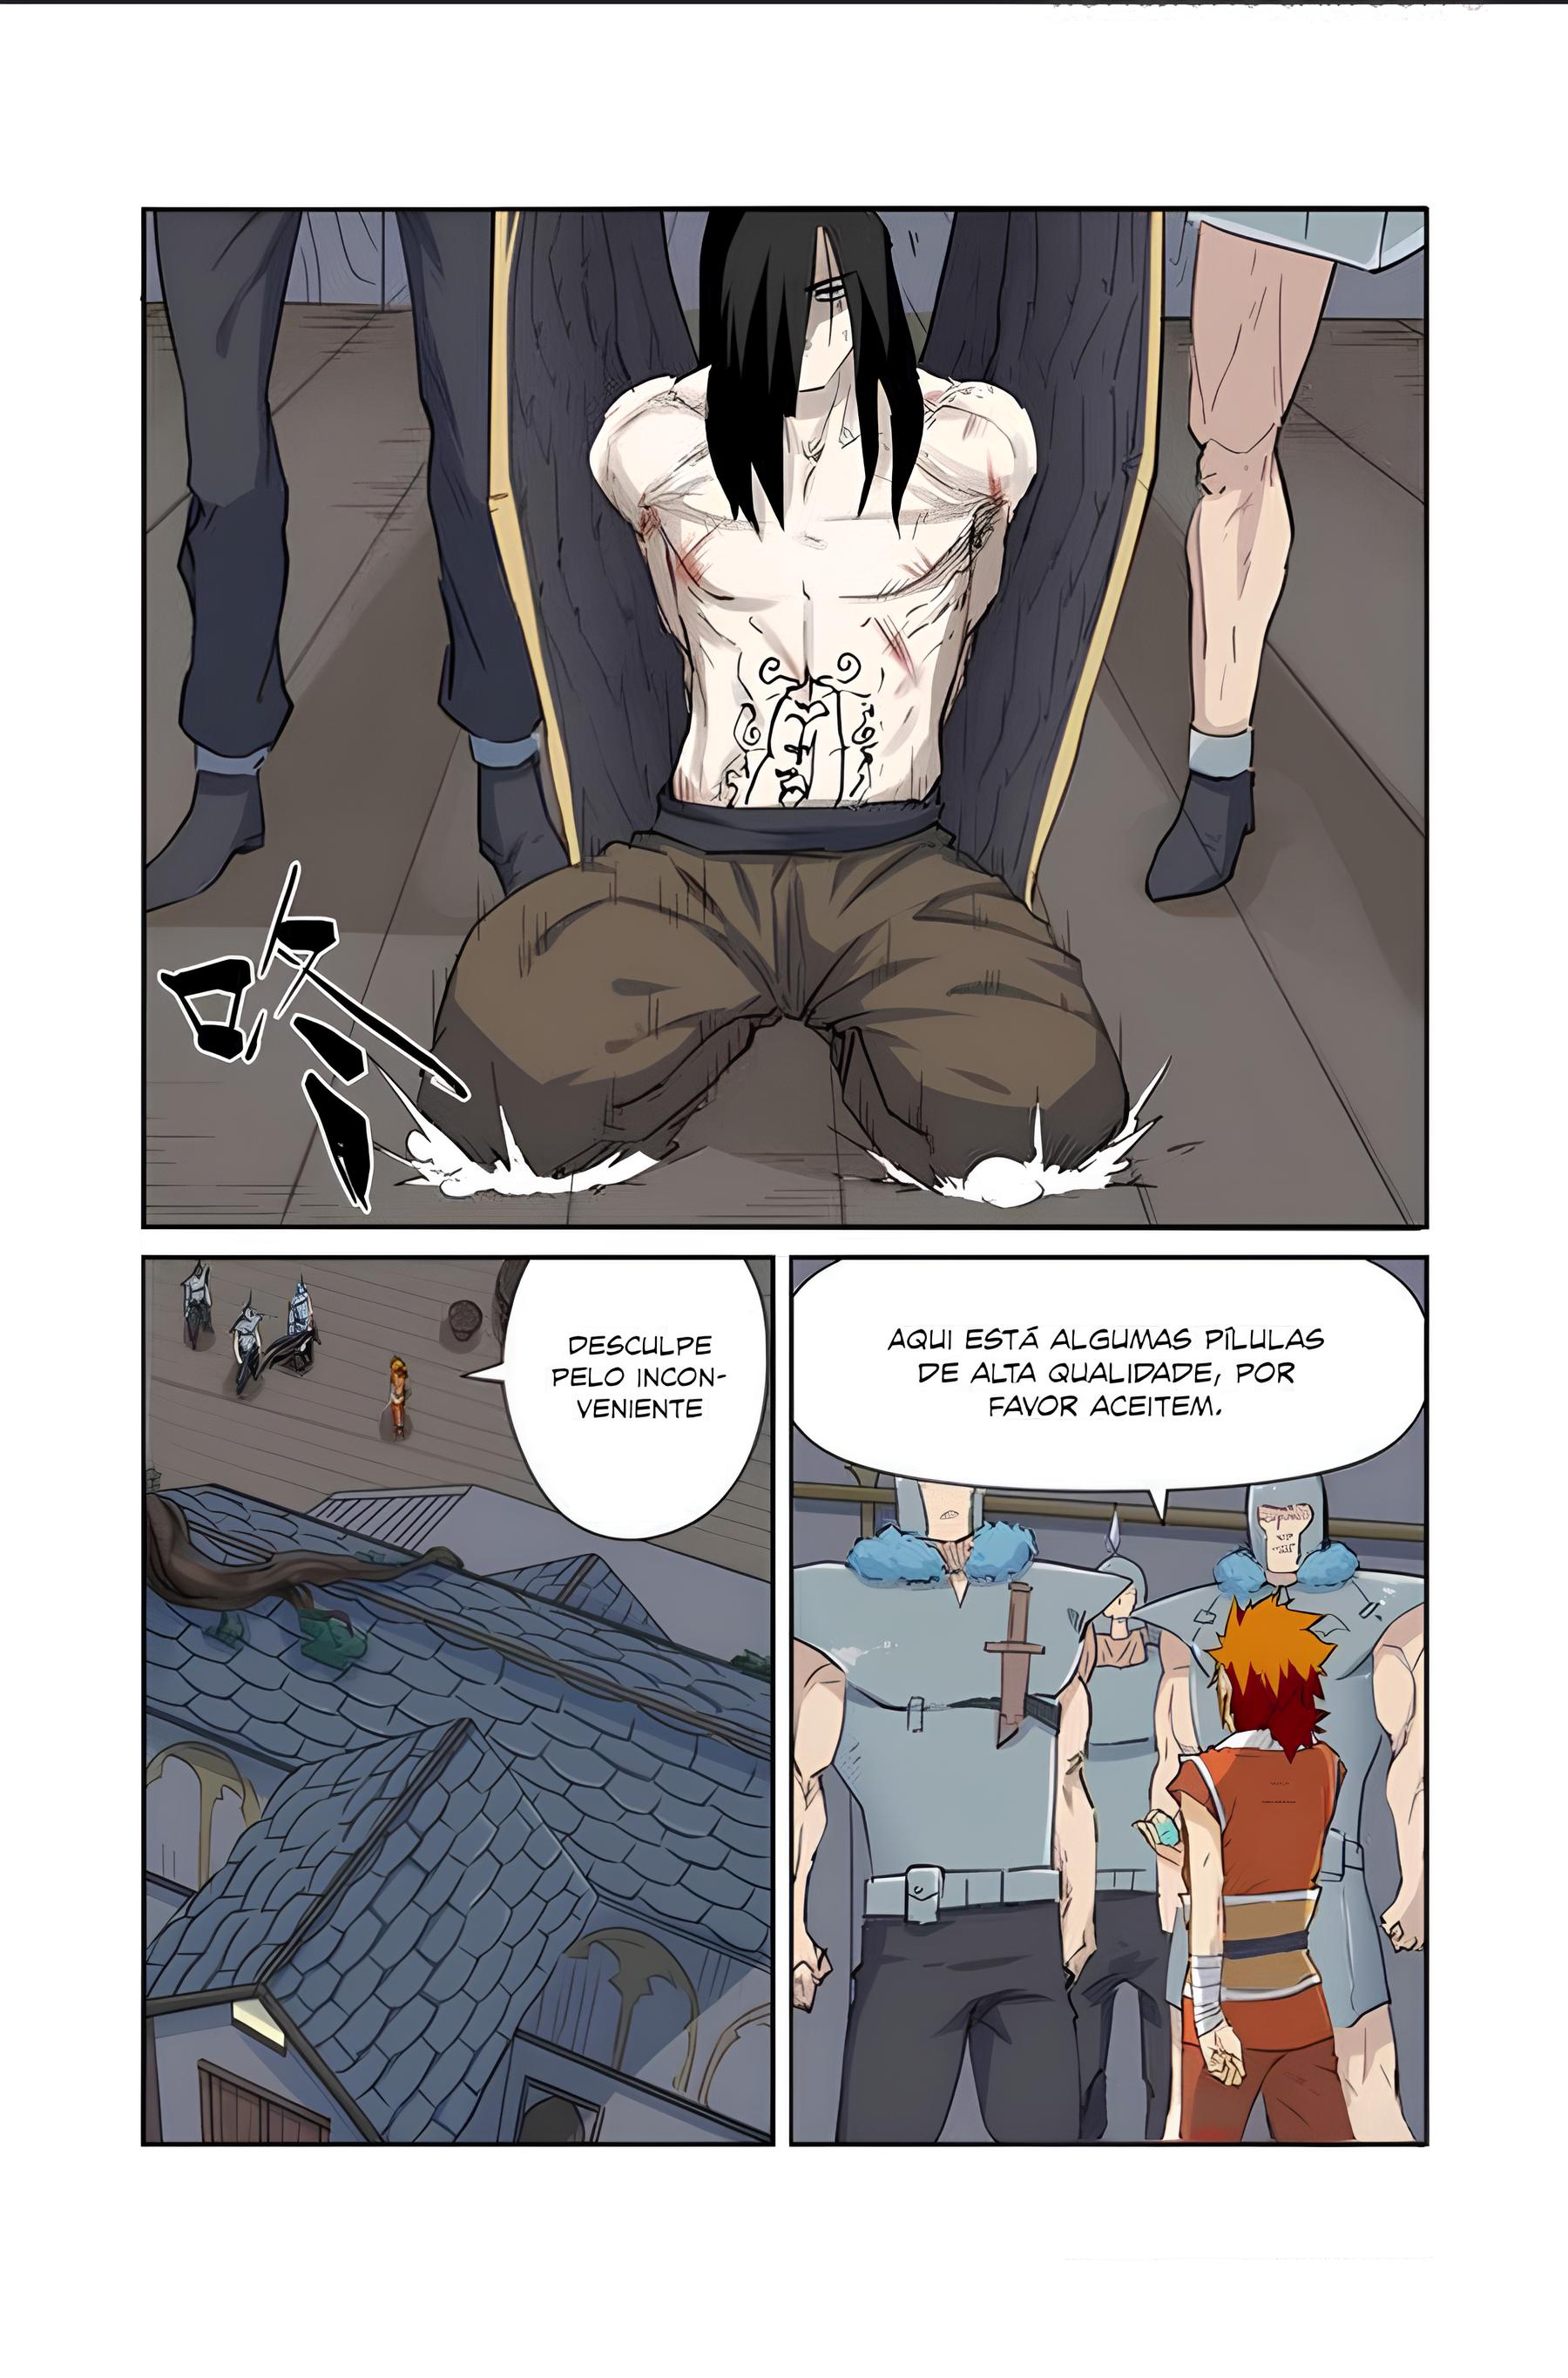 咚
DESCULPE
PELO INCON-
VENIENTE
AQUI ESTÁ ALGUMAS PÍLULAS
DE ALTA QUALIDADE, POR
FAVOR ACEITEM.